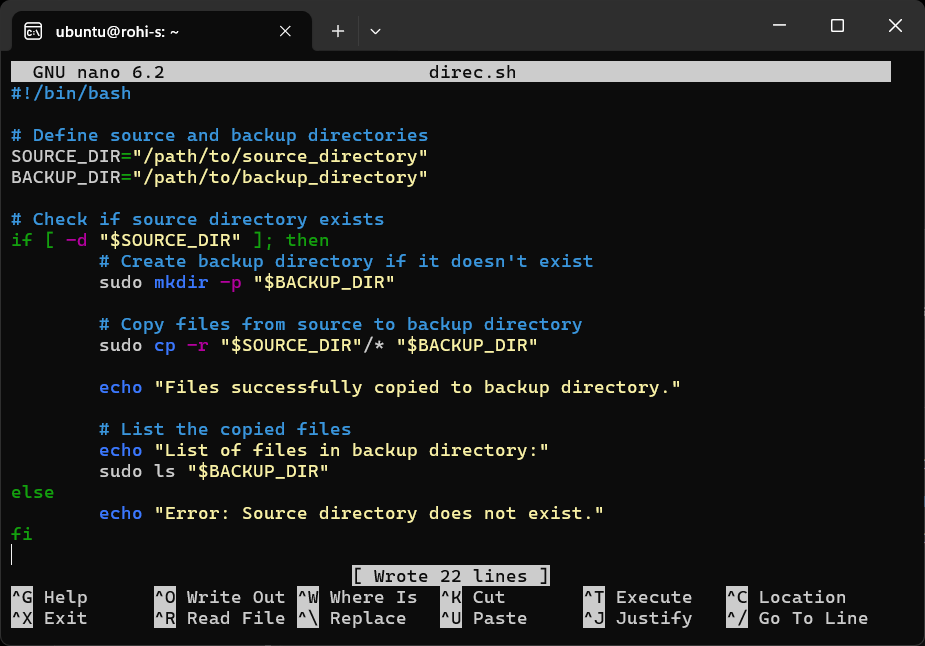 ubuntu@rohi-s: ~
GNU nano 6.2 direc.sh
#!/bin/bash
# Define source and backup directories
SOURCE_DIR="/path/to/source_directory"
BACKUP_DIR="/path/to/backup_directory"
# Check if source directory exists
if [ -d "$SOURCE_DIR" ]; then
# Create backup directory if it doesn't exist
sudo mkdir -p "$BACKUP_DIR"
# Copy files from source to backup directory
sudo cp -r "$SOURCE_DIR"/* "$BACKUP_DIR"
echo "Files successfully copied to backup directory."
# List the copied files
echo "List of files in backup directory:"
sudo ls "$BACKUP_DIR"
else
echo "Error: Source directory does not exist."
fi
[ Wrote 22 lines ]
^G Help ^O Write Out ^W Where Is ^K Cut ^T Execute ^C Location
^X Exit ^R Read File ^\ Replace ^U Paste ^J Justify ^/ Go To Line